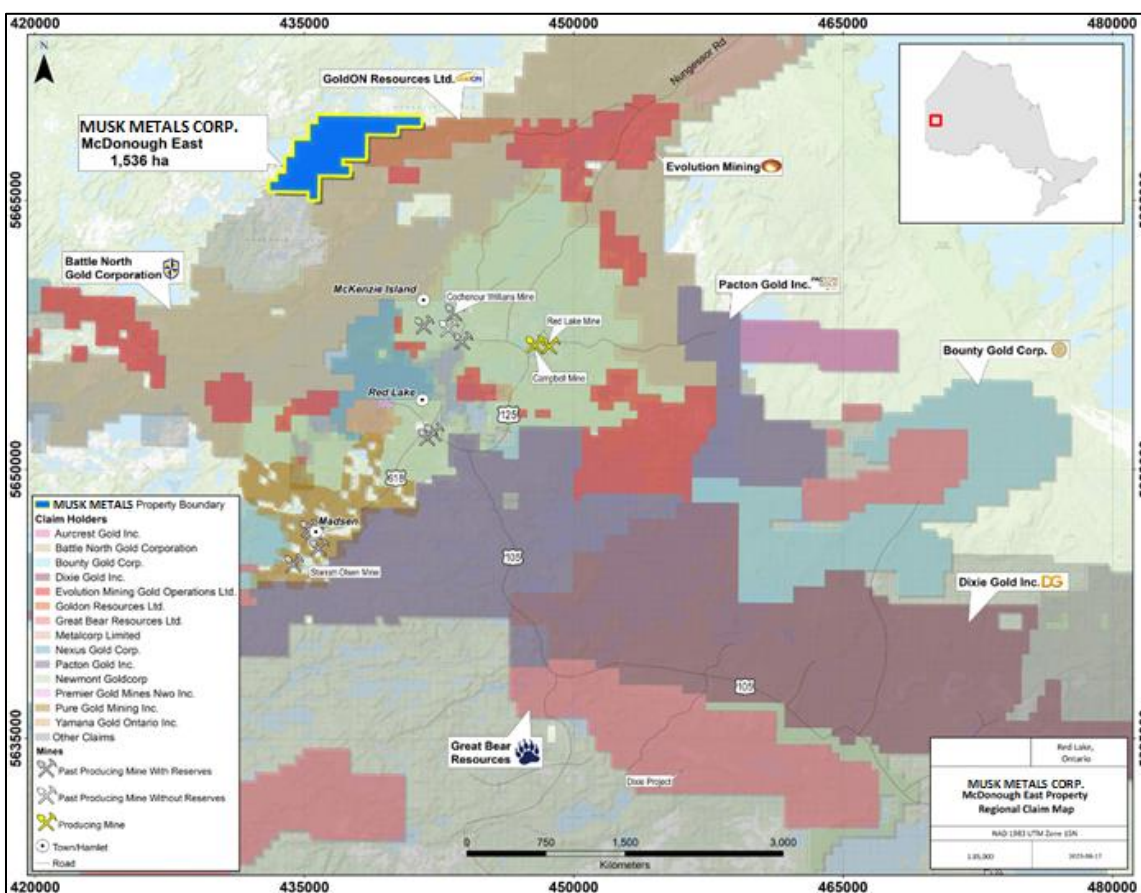 420000
435000
450000
465000
480000
N
GoldON Resources Ltd.
Nungessor Rd
MUSK METALS CORP.
McDonough East
1,536 ha
Evolution Mining
5665000
Battle North
Gold Corporation
McKenzie Island
Cochenour Willians Mine
Pacton Gold Inc.
PACTON
GOLD
Red Lake Mine
Campbell Mine
Bounty Gold Corp.
Red Lake
125
5650000
5650000
618
Madsen
Starratt Olsen Mine
105
Dixie Gold Inc. DG
105
Great Bear
Resources
Dixie Project
5635000
MUSK METALS Property Boundary
Claim Holders
Aurcrest Gold Inc.
Battle North Gold Corporation
Bounty Gold Corp.
Dixie Gold Inc.
Evolution Mining Gold Operations Ltd.
Goldon Resources Ltd.
Great Bear Resources Ltd.
Metalcorp Limited
Nexus Gold Corp.
Pacton Gold Inc.
Newmont Goldcorp
Premier Gold Mines Nwo Inc.
Pure Gold Mining Inc.
Yamana Gold Ontario Inc.
Other Claims
Mines
Past Producing Mine With Reserves
Past Producing Mine Without Reserves
Producing Mine
Town/Hamlet
Road
0 750 1,500 3,000
Kilometers
Red Lake,
Ontario
MUSK METALS CORP.
McDonough East Property
Regional Claim Map
NAD 1983 UTM Zone 15N
420000
435000
450000
465000
480000